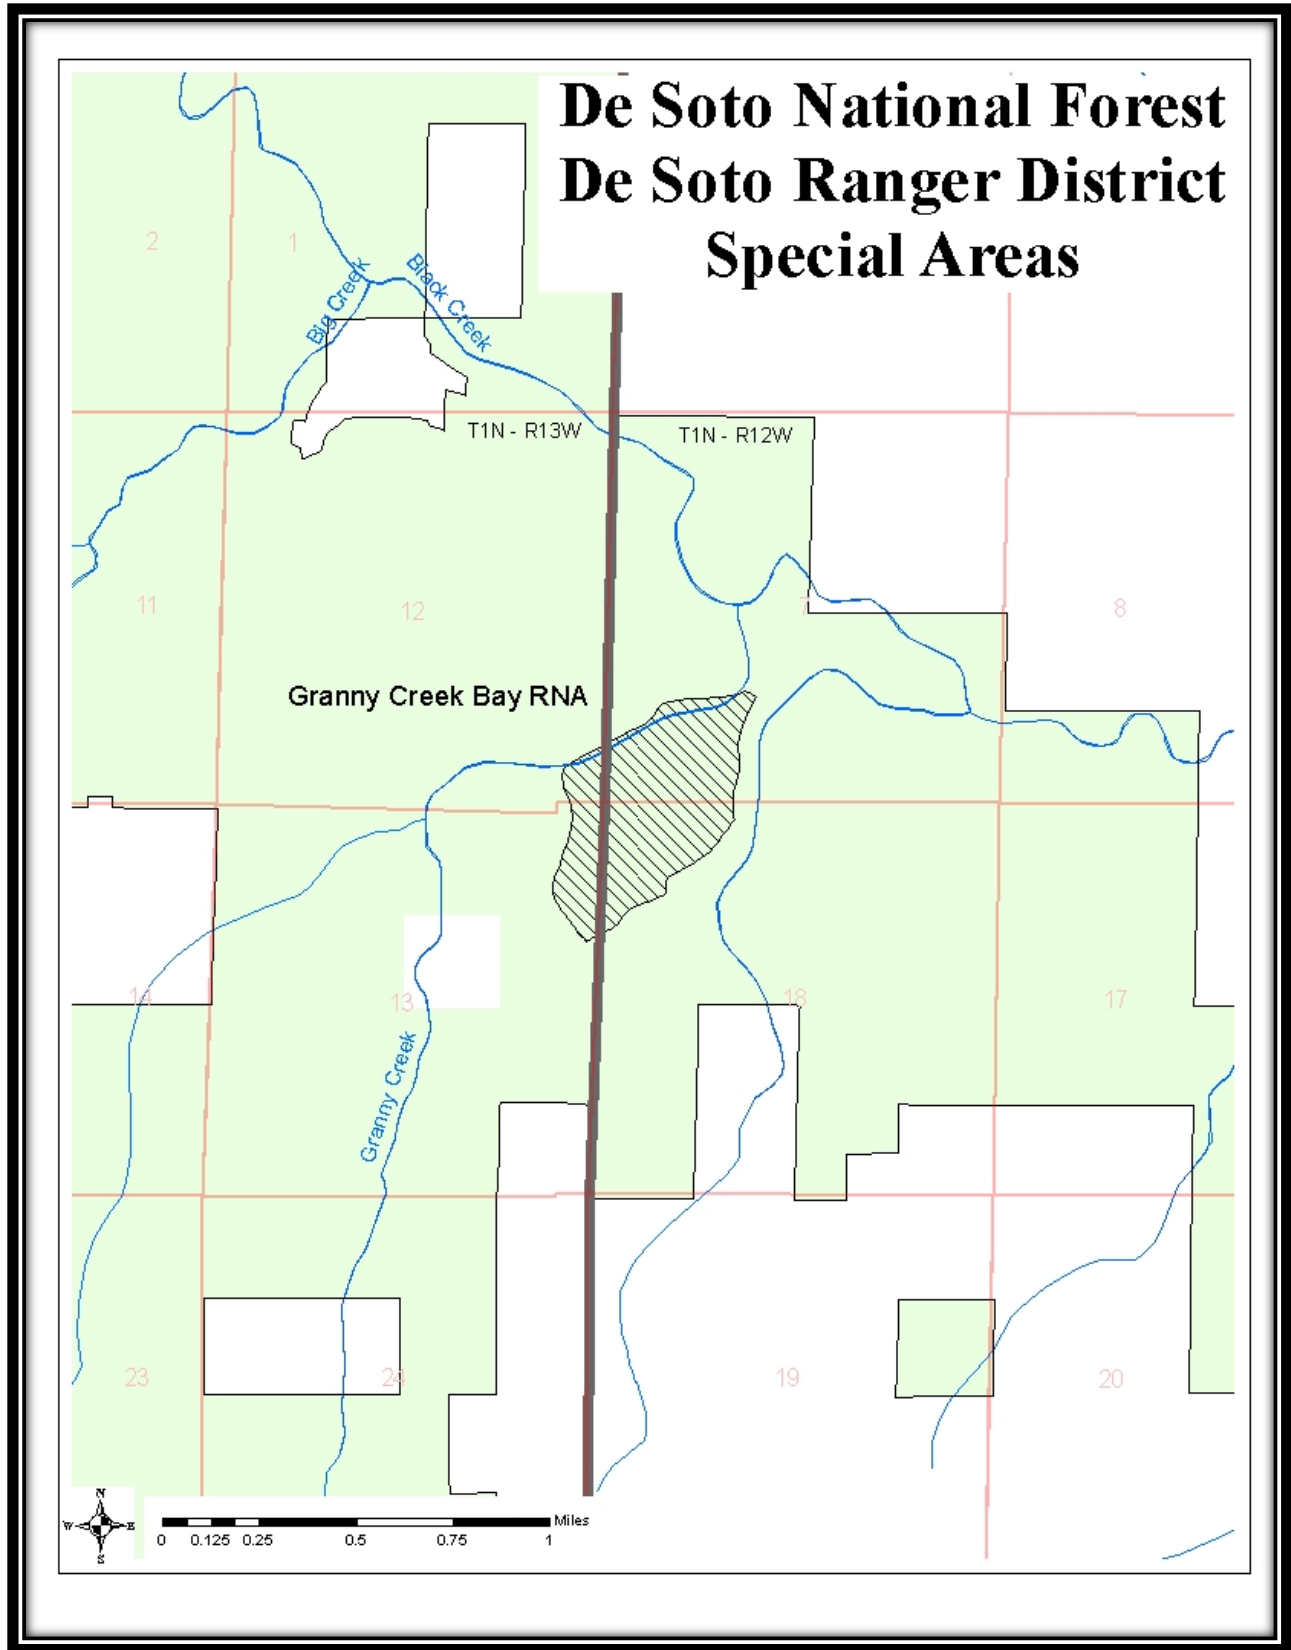 De Soto National Forest
De Soto Ranger District
Special Areas
2
1
Big Creek
Black Creek
T1N - R13W
T1N - R12W
11
12
7
8
Granny Creek Bay RNA
14
13
18
17
Granny Creek
23
24
19
20
N
W E
S
0 0.125 0.25 0.5 0.75 1 Miles